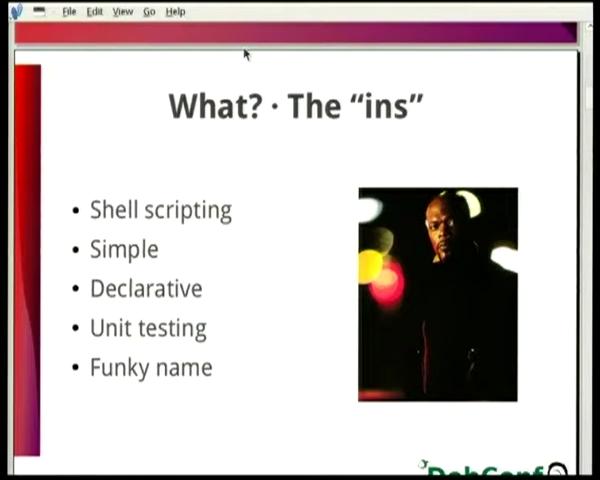 File Edit View Go Help
What? · The “ins”
• Shell scripting
• Simple
• Declarative
• Unit testing
• Funky name
DebConf